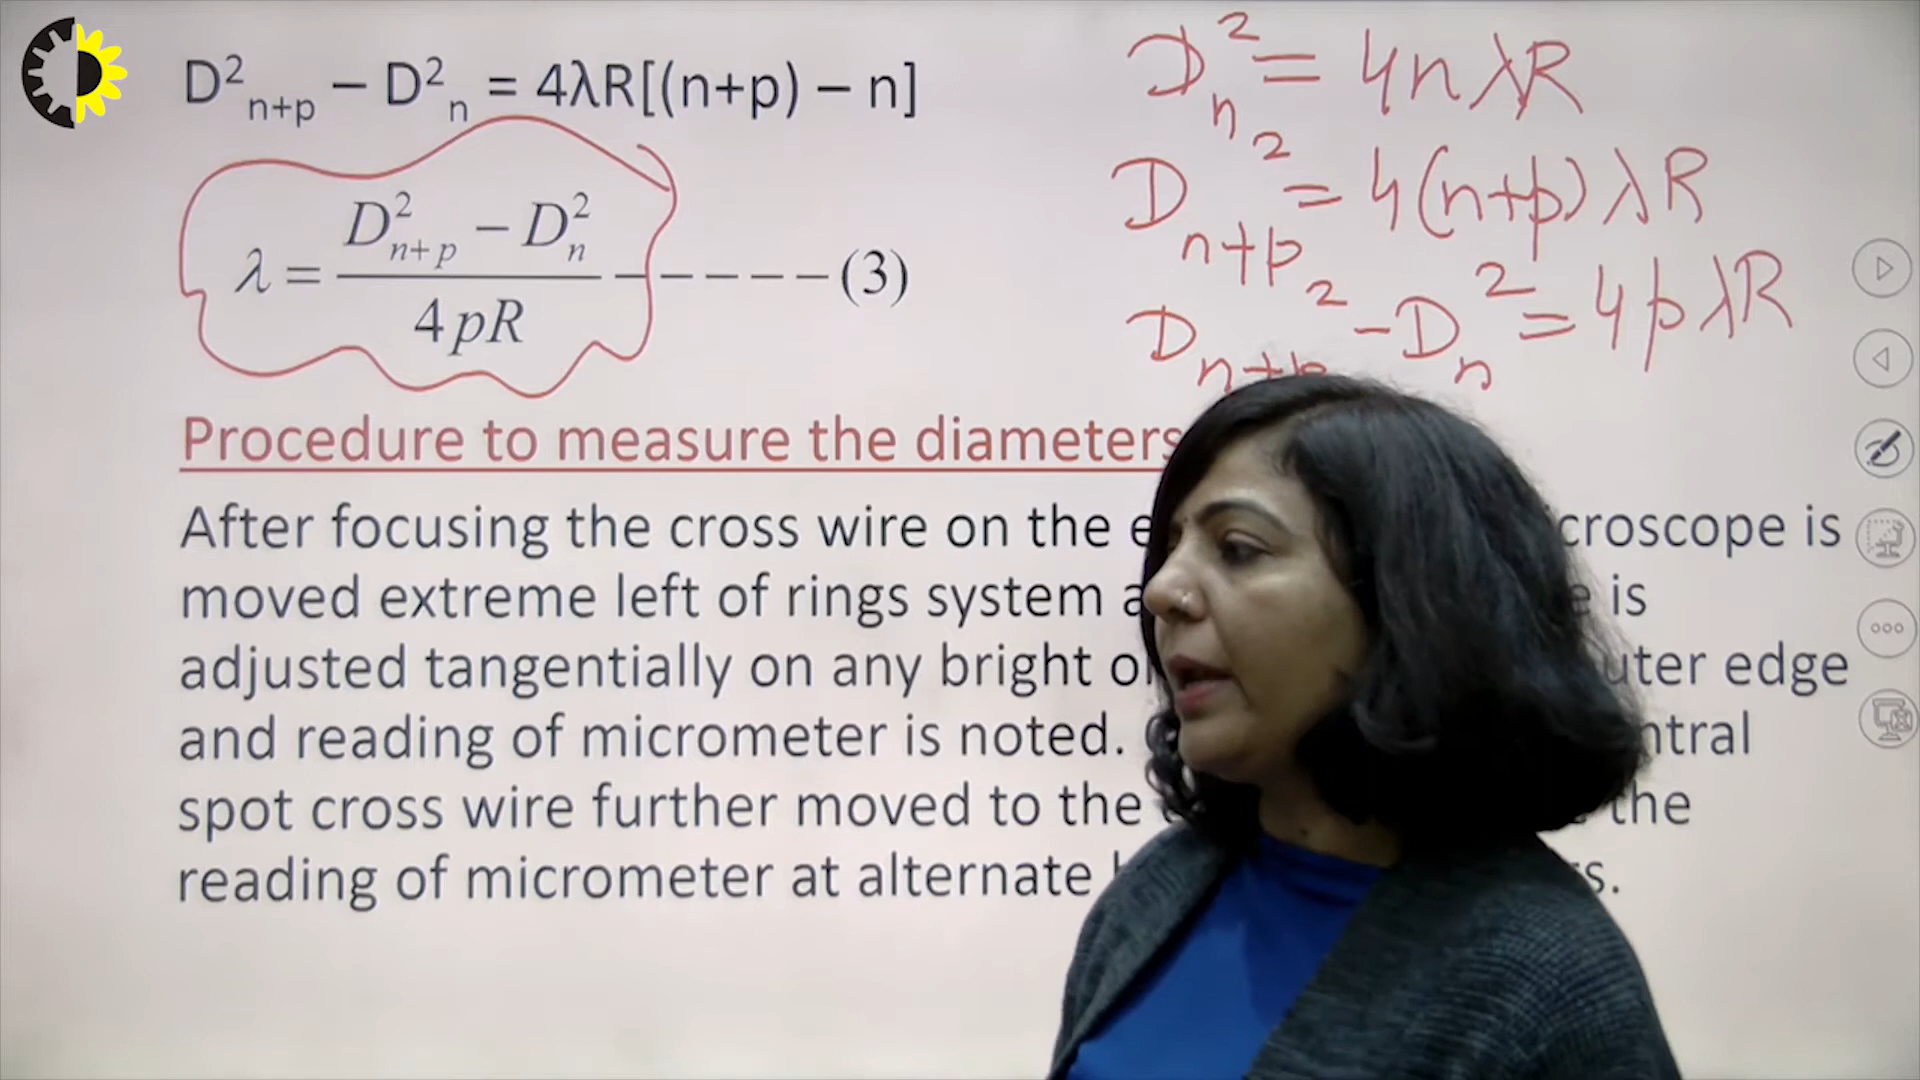 D²ₙ₊ₚ – D²ₙ = 4λR[(n+p) – n]
λ = (D²ₙ₊ₚ – D²ₙ) / 4pR -----(3)
Dₙ² = 4nλR
Dₙ₊ₚ² = 4(n+p)λR
Dₙ₊ₚ² – Dₙ² = 4pλR
Procedure to measure the diameters
After focusing the cross wire on the is
moved extreme left of rings system is
adjusted tangentially on any bright edge
and reading of micrometer is noted.
spot cross wire further moved to the the
reading of micrometer at alternate